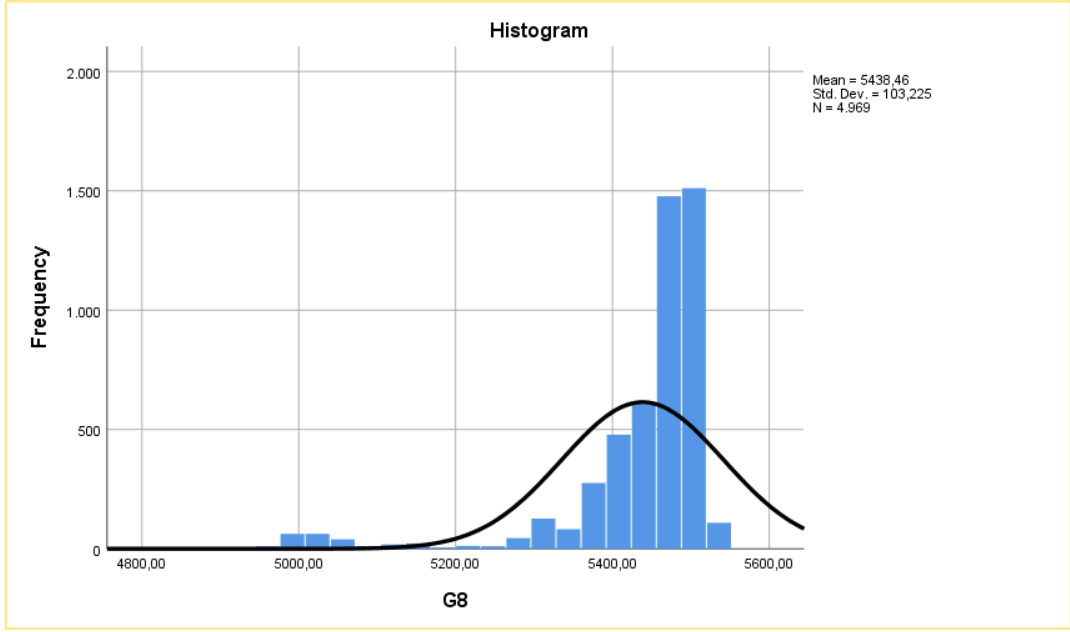 Histogram
Mean = 5438,46
Std. Dev. = 103,225
N = 4.969
2.000
1.500
1.000
500
0
Frequency
4800,00 5000,00 5200,00 5400,00 5600,00
G8